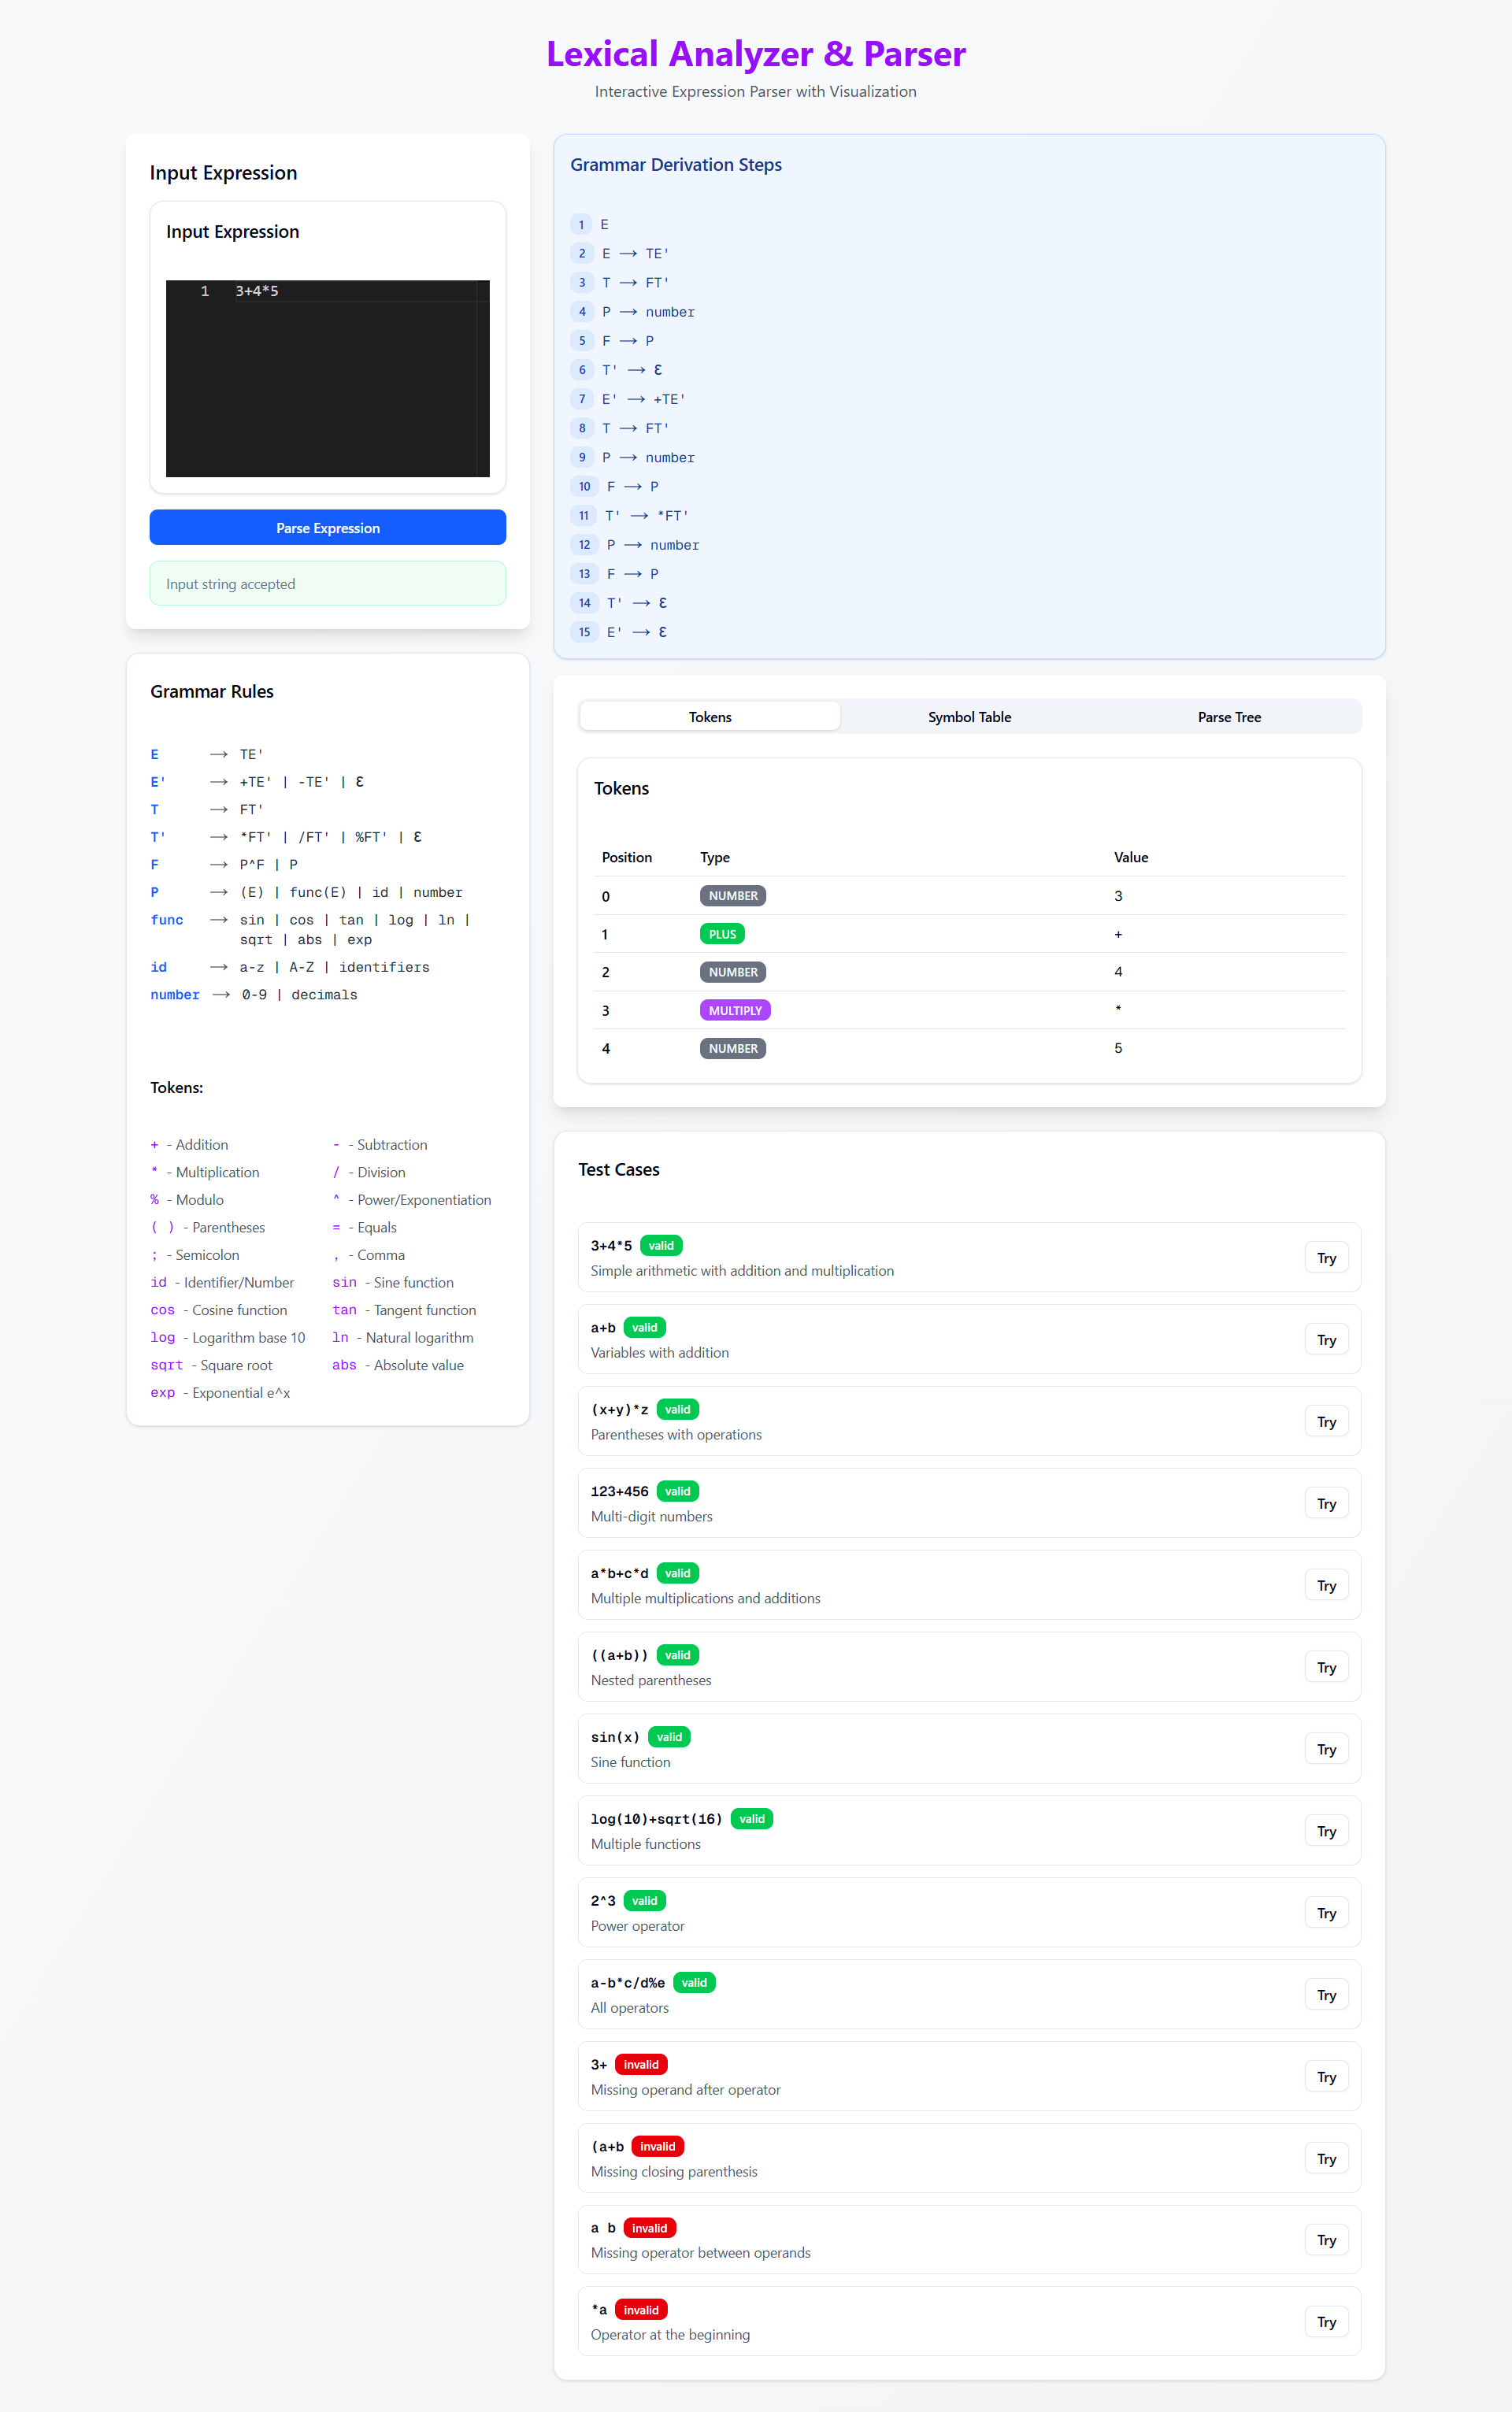 Lexical Analyzer & Parser
Interactive Expression Parser with Visualization
Input Expression
Input Expression
1 3+4*5
Parse Expression
Input string accepted
Grammar Rules
E → TE'
E' → +TE' | -TE' | Ɛ
T → FT'
T' → *FT' | /FT' | %FT' | Ɛ
F → P^F | P
P → (E) | func(E) | id | number
func → sin | cos | tan | log | ln |
sqrt | abs | exp
id → a-z | A-Z | identifiers
number → 0-9 | decimals
Tokens:
+ - Addition
- - Subtraction
* - Multiplication
/ - Division
% - Modulo
^ - Power/Exponentiation
( ) - Parentheses
= - Equals
; - Semicolon
, - Comma
id - Identifier/Number
sin - Sine function
cos - Cosine function
tan - Tangent function
log - Logarithm base 10
ln - Natural logarithm
sqrt - Square root
abs - Absolute value
exp - Exponential e^x
Grammar Derivation Steps
1 E
2 E → TE'
3 T → FT'
4 P → number
5 F → P
6 T' → Ɛ
7 E' → +TE'
8 T → FT'
9 P → number
10 F → P
11 T' → *FT'
12 P → number
13 F → P
14 T' → Ɛ
15 E' → Ɛ
Tokens Symbol Table Parse Tree
Tokens
Position Type Value
0 NUMBER 3
1 PLUS +
2 NUMBER 4
3 MULTIPLY *
4 NUMBER 5
Test Cases
3+4*5 valid
Simple arithmetic with addition and multiplication
Try
a+b valid
Variables with addition
Try
(x+y)*z valid
Parentheses with operations
Try
123+456 valid
Multi-digit numbers
Try
a*b+c*d valid
Multiple multiplications and additions
Try
((a+b)) valid
Nested parentheses
Try
sin(x) valid
Sine function
Try
log(10)+sqrt(16) valid
Multiple functions
Try
2^3 valid
Power operator
Try
a-b*c/d%e valid
All operators
Try
3+ invalid
Missing operand after operator
Try
(a+b invalid
Missing closing parenthesis
Try
a b invalid
Missing operator between operands
Try
*a invalid
Operator at the beginning
Try